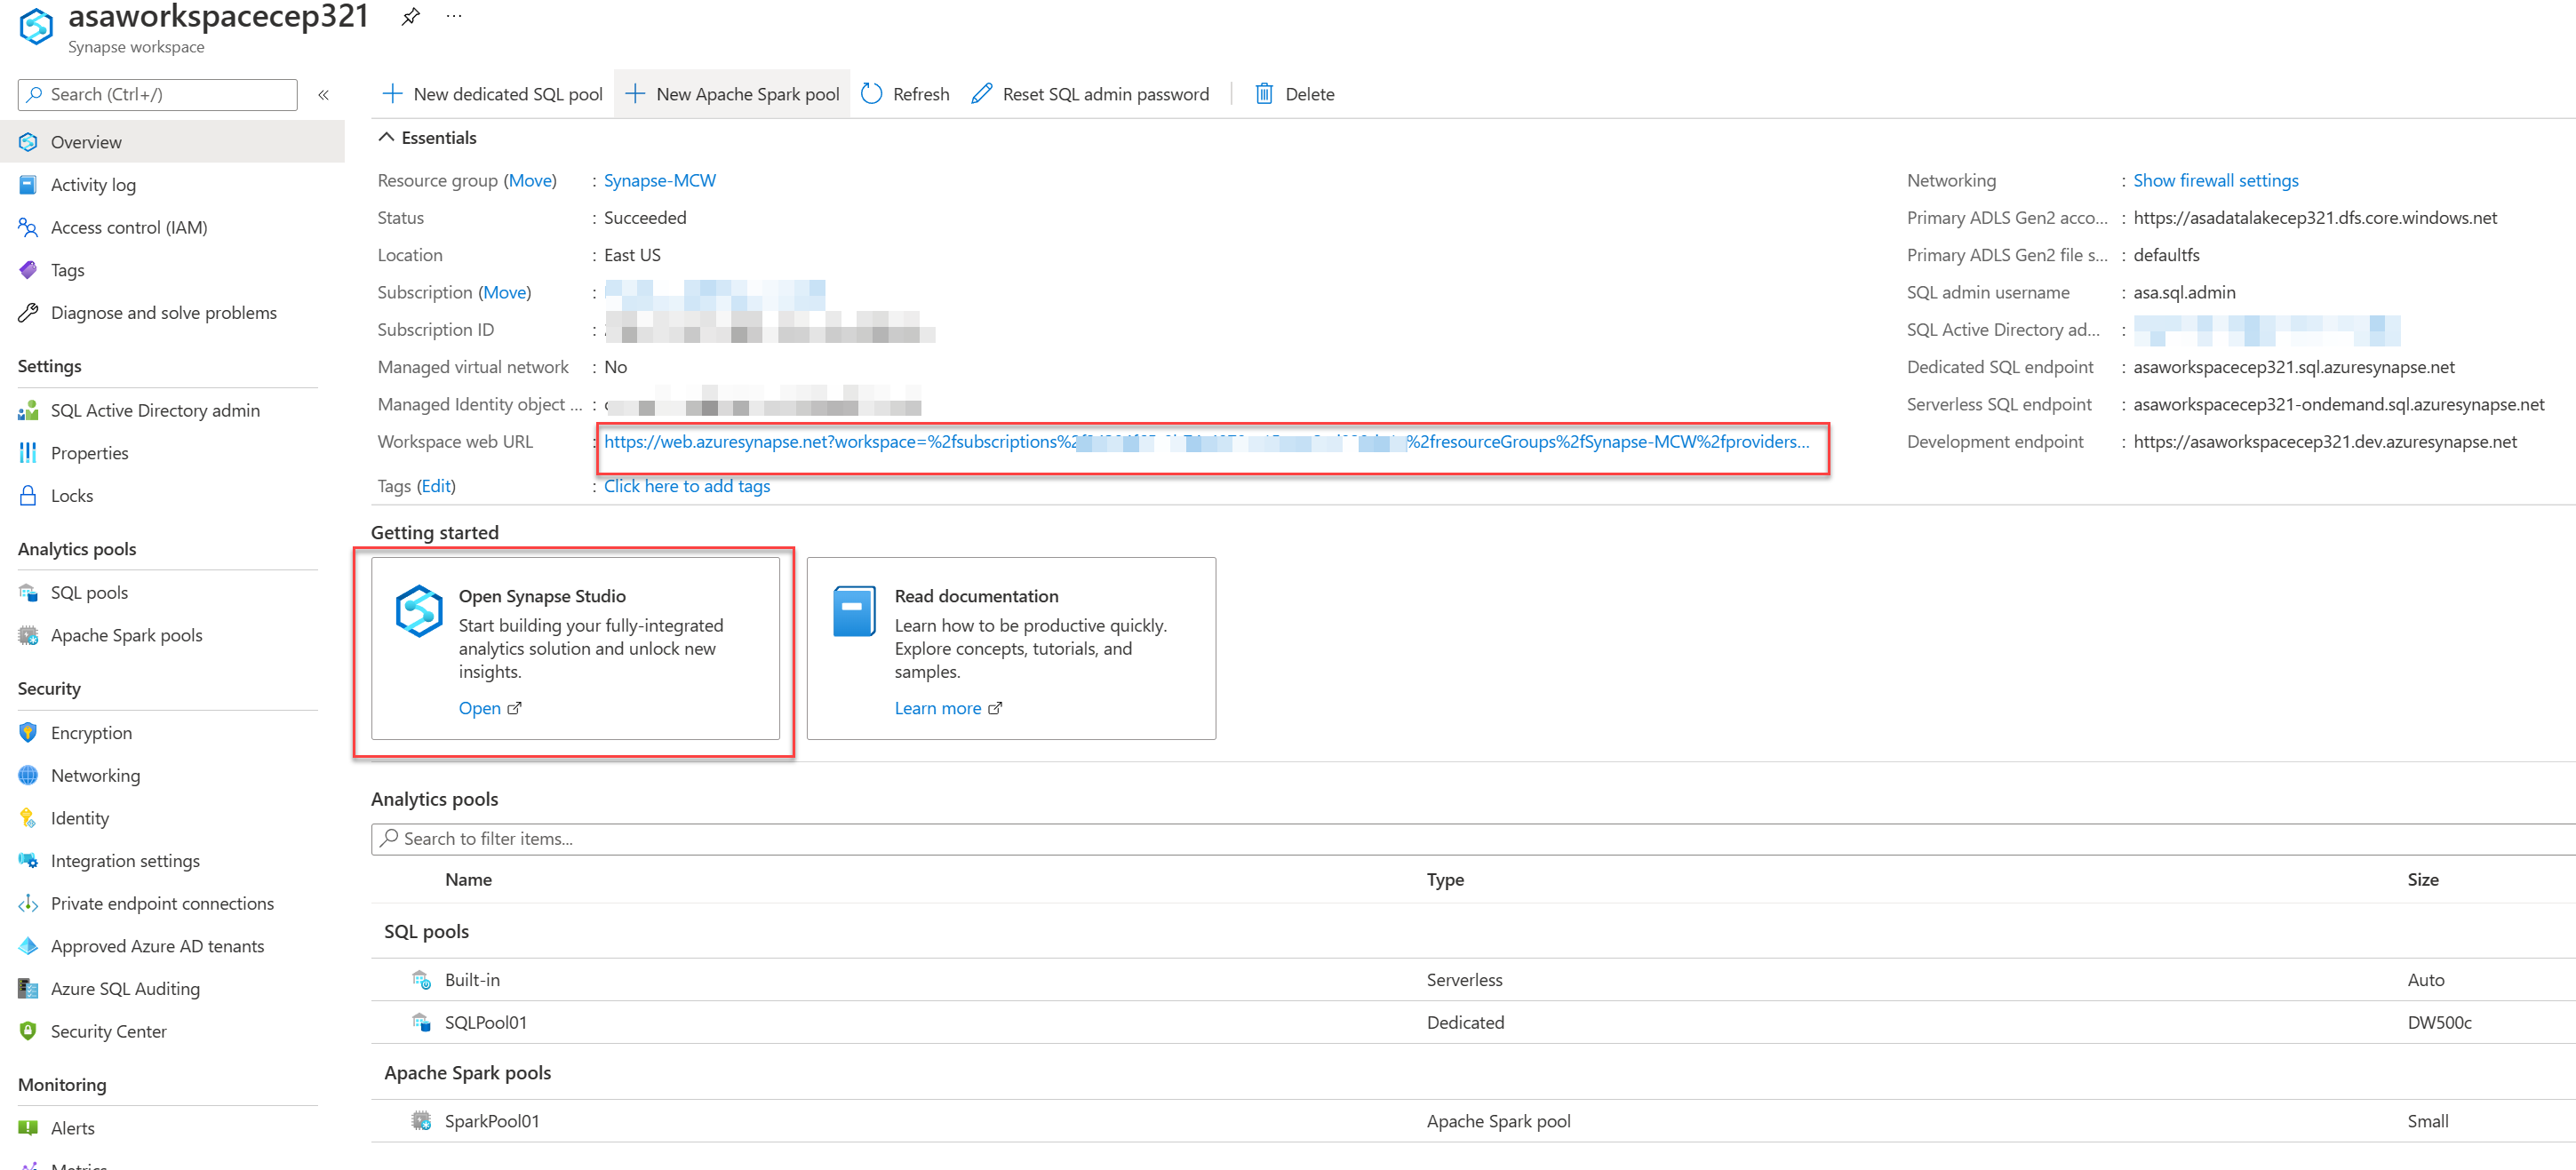 asaworkspacecep321
Synapse workspace
Search (Ctrl+/)
Overview
Activity log
Access control (IAM)
Tags
Diagnose and solve problems
Settings
SQL Active Directory admin
Properties
Locks
Analytics pools
SQL pools
Apache Spark pools
Security
Encryption
Networking
Identity
Integration settings
Private endpoint connections
Approved Azure AD tenants
Azure SQL Auditing
Security Center
Monitoring
Alerts
Metrics
New dedicated SQL pool New Apache Spark pool Refresh Reset SQL admin password Delete
Essentials
Resource group (Move) : Synapse-MCW
Status : Succeeded
Location : East US
Subscription (Move) :
Subscription ID :
Managed virtual network : No
Managed Identity object ... :
Workspace web URL : https://web.azuresynapse.net?workspace=%2fsubscriptions%2f %2fresourceGroups%2fSynapse-MCW%2fproviders...
Tags (Edit) : Click here to add tags
Networking : Show firewall settings
Primary ADLS Gen2 acco... : https://asadatalakecep321.dfs.core.windows.net
Primary ADLS Gen2 file s... : defaultfs
SQL admin username : asa.sql.admin
SQL Active Directory ad... :
Dedicated SQL endpoint : asaworkspacecep321.sql.azuresynapse.net
Serverless SQL endpoint : asaworkspacecep321-ondemand.sql.azuresynapse.net
Development endpoint : https://asaworkspacecep321.dev.azuresynapse.net
Getting started
Open Synapse Studio
Start building your fully-integrated
analytics solution and unlock new
insights.
Open
Read documentation
Learn how to be productive quickly.
Explore concepts, tutorials, and
samples.
Learn more
Analytics pools
Search to filter items...
Name Type Size
SQL pools
Built-in Serverless Auto
SQLPool01 Dedicated DW500c
Apache Spark pools
SparkPool01 Apache Spark pool Small